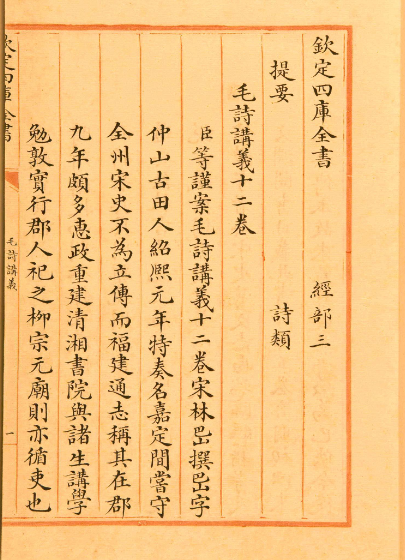 欽定四庫全書 經部三
提要 詩類
毛詩講義十二卷
臣等謹案毛詩講義十二卷宋林岊撰岊字
仲山古田人紹熙元年特奏名嘉定間嘗守
全州宋史不為立傳而福建通志稱其在郡
九年頗多惠政重建清湘書院與諸生講學
勉敦實行郡人祀之柳宗元廟則亦循吏也
欽定四庫全書
毛詩講義
一